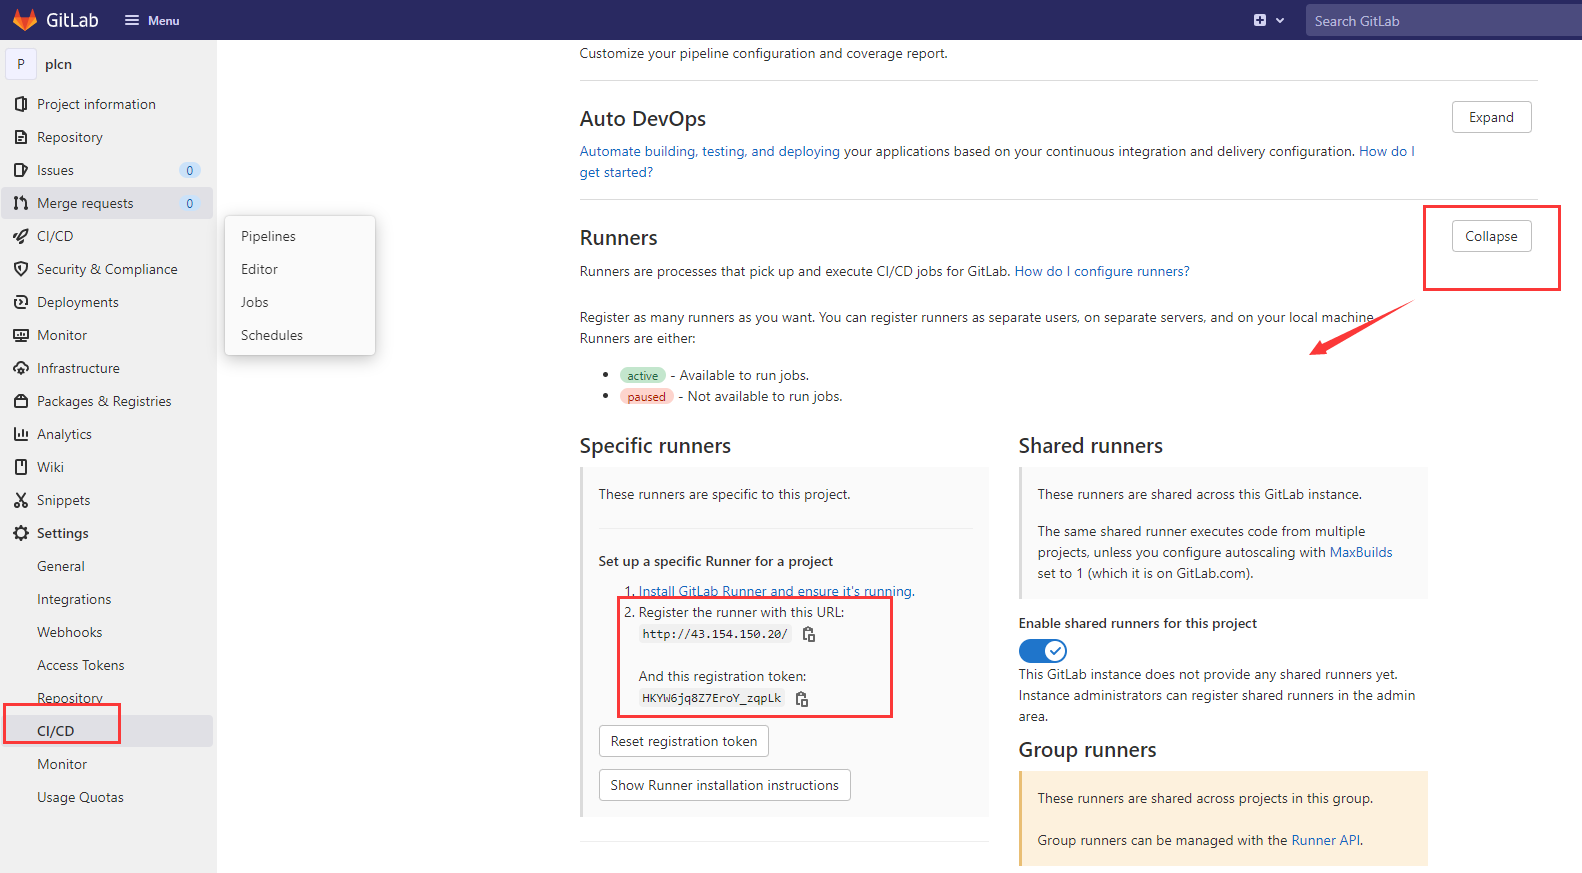 GitLab
Menu
Search GitLab
P
plcn
Project information
Repository
Issues 0
Merge requests 0
CI/CD
Security & Compliance
Deployments
Monitor
Infrastructure
Packages & Registries
Analytics
Wiki
Snippets
Settings
General
Integrations
Webhooks
Access Tokens
Repository
CI/CD
Monitor
Usage Quotas
Pipelines
Editor
Jobs
Schedules
Customize your pipeline configuration and coverage report.
Auto DevOps
Expand
Automate building, testing, and deploying your applications based on your continuous integration and delivery configuration. How do I
get started?
Runners
Collapse
Runners are processes that pick up and execute CI/CD jobs for GitLab. How do I configure runners?
Register as many runners as you want. You can register runners as separate users, on separate servers, and on your local machine.
Runners are either:
active - Available to run jobs.
paused - Not available to run jobs.
Specific runners
These runners are specific to this project.
Set up a specific Runner for a project
1. Install GitLab Runner and ensure it's running.
2. Register the runner with this URL:
http://43.154.150.20/
And this registration token:
HKYW6jq8Z7EroY_zqpLk
Reset registration token
Show Runner installation instructions
Shared runners
These runners are shared across this GitLab instance.
The same shared runner executes code from multiple
projects, unless you configure autoscaling with MaxBuilds
set to 1 (which it is on GitLab.com).
Enable shared runners for this project
This GitLab instance does not provide any shared runners yet.
Instance administrators can register shared runners in the admin
area.
Group runners
These runners are shared across projects in this group.
Group runners can be managed with the Runner API.